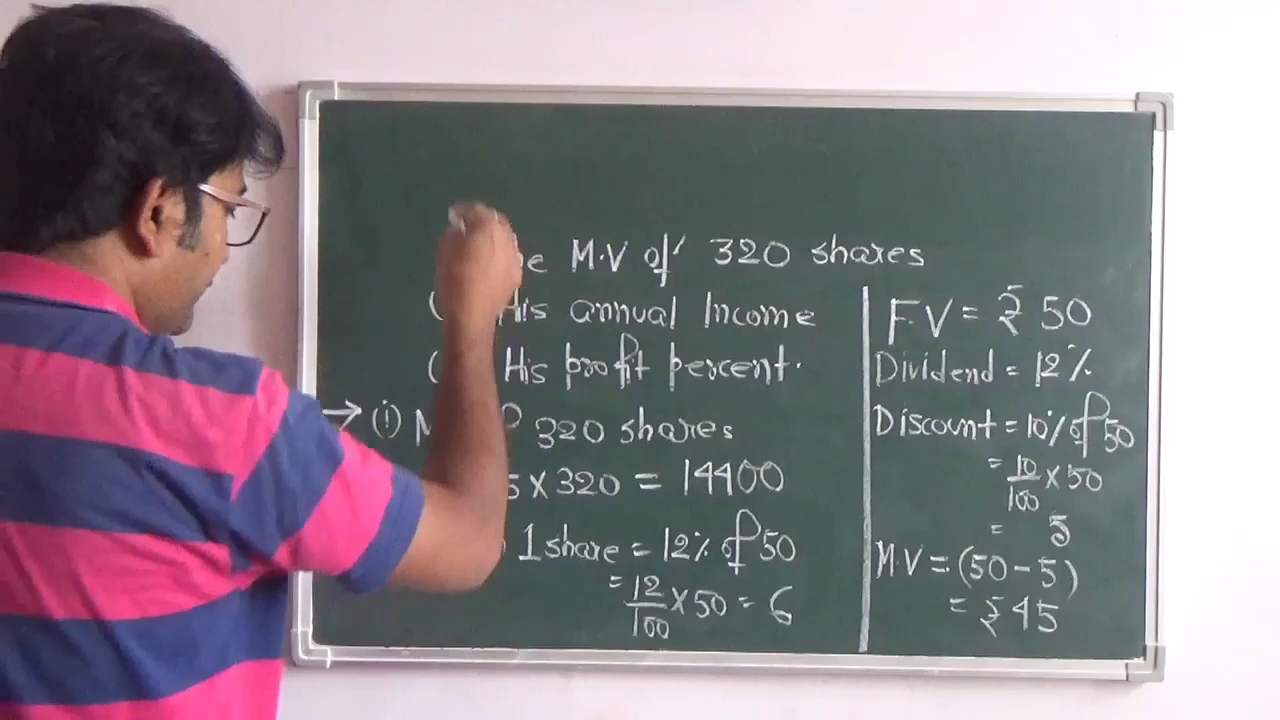 M.V of 320 shares
His annual Income
His profit percent.
→ (i) 320 shares
× 320 = 14400
1 share = 12% of 50
= 12/100 × 50 = 6
F.V = ₹ 50
Dividend = 12%
Discount = 10% of 50
= 10/100 × 50
= 5
M.V = (50 - 5)
= ₹ 45